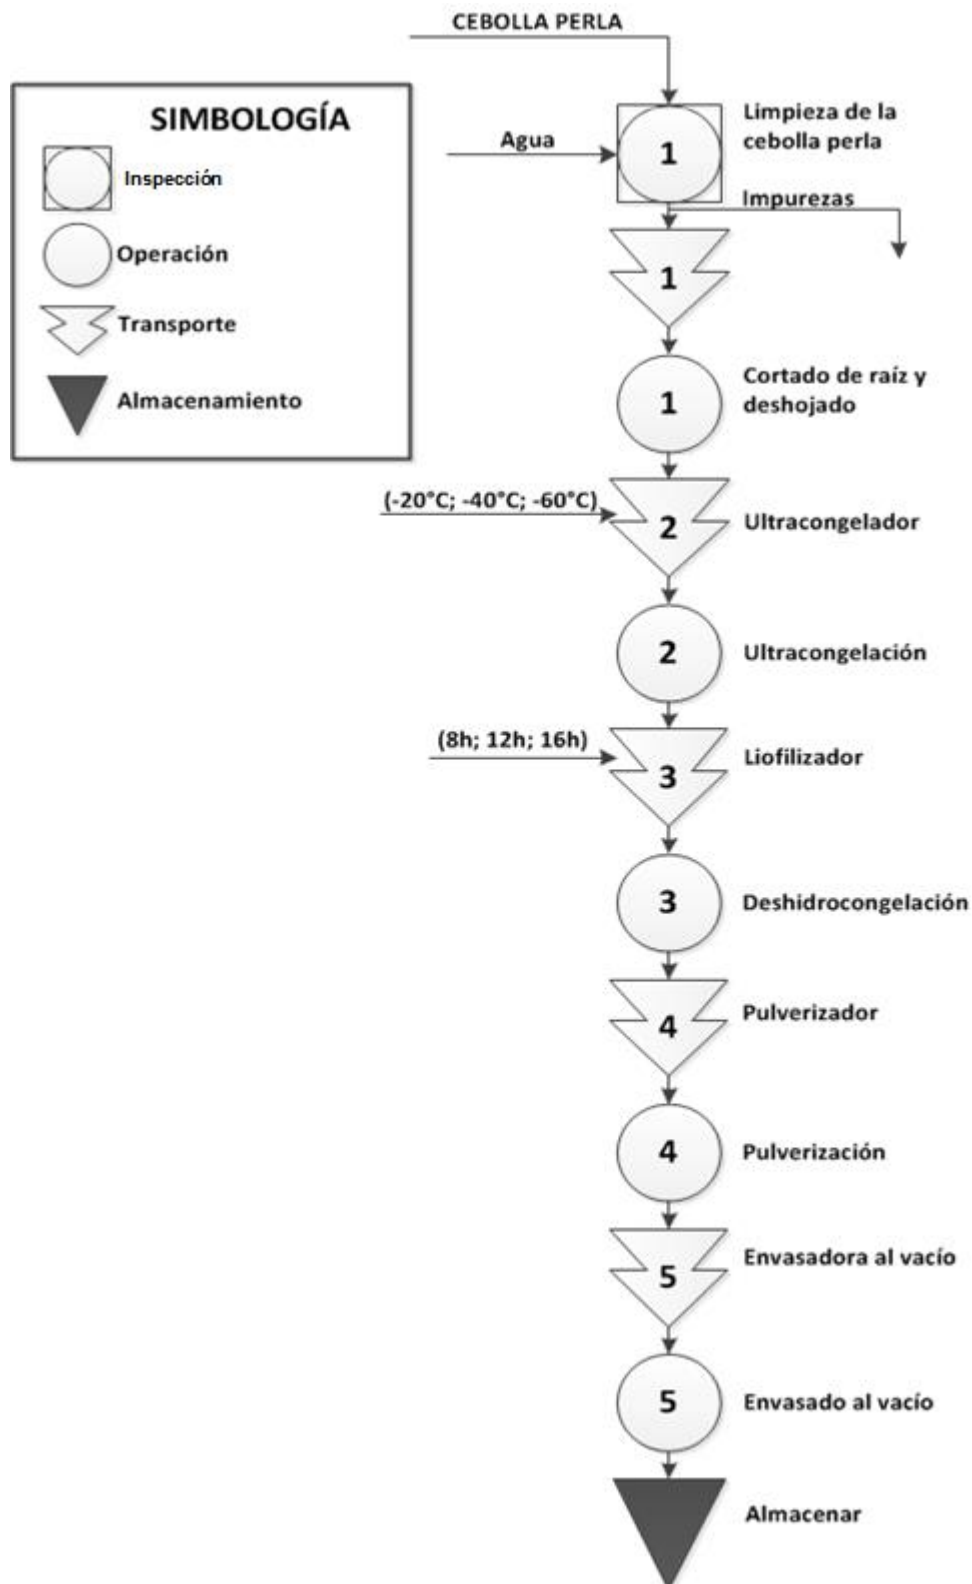 CEBOLLA PERLA
SIMBOLOGÍA
Inspección
Operación
Transporte
Almacenamiento
Agua
1
Limpieza de la
cebolla perla
Impurezas
1
1
Cortado de raíz y
deshojado
(-20°C; -40°C; -60°C)
2
Ultracongelador
2
Ultracongelación
(8h; 12h; 16h)
3
Liofilizador
3
Deshidrocongelación
4
Pulverizador
4
Pulverización
5
Envasadora al vacío
5
Envasado al vacío
Almacenar